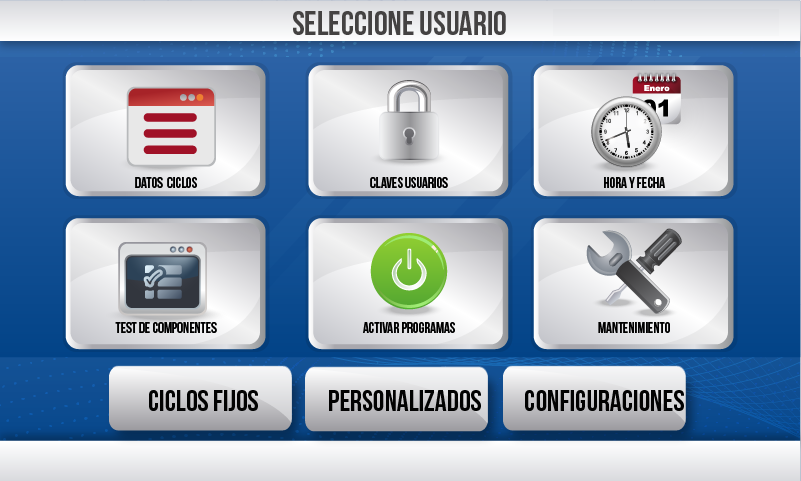 SELECCIONE USUARIO
DATOS CICLOS
CLAVES USUARIOS
Enero
01
12
HORA Y FECHA
TEST DE COMPONENTES
ACTIVAR PROGRAMAS
MANTENIMIENTO
CICLOS FIJOS
PERSONALIZADOS
CONFIGURACIONES